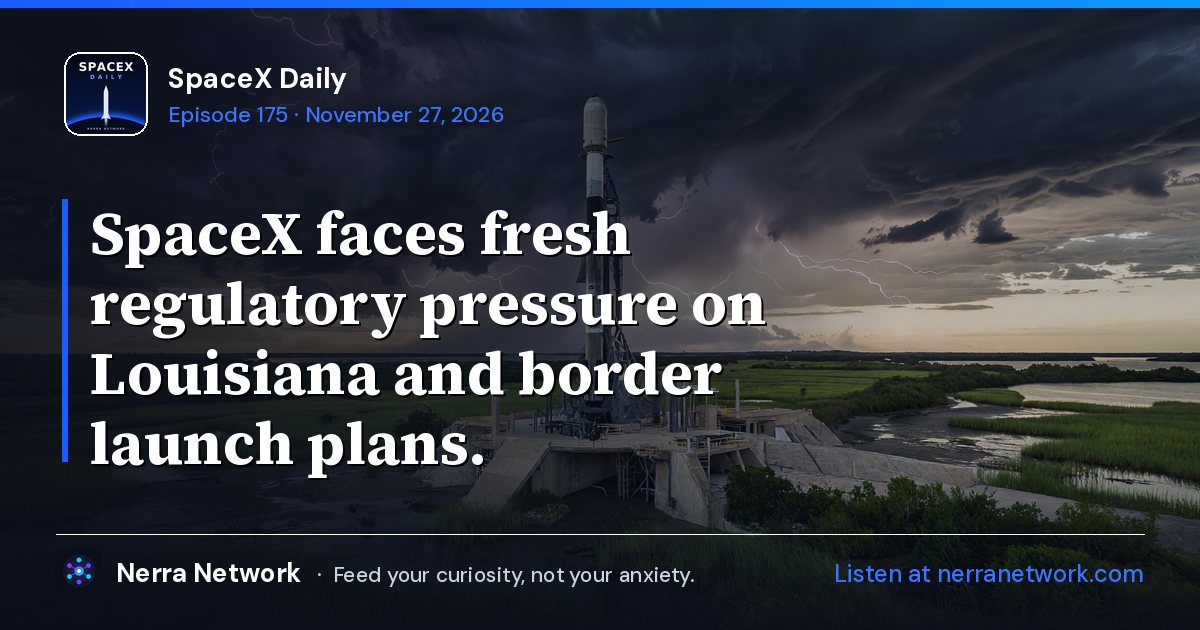 SPACEX
DAILY
NERRA NETWORK
SpaceX Daily
Episode 175 · November 27, 2026
SpaceX faces fresh
regulatory pressure on
Louisiana and border
launch plans.
Nerra Network · Feed your curiosity, not your anxiety.
Listen at nerranetwork.com